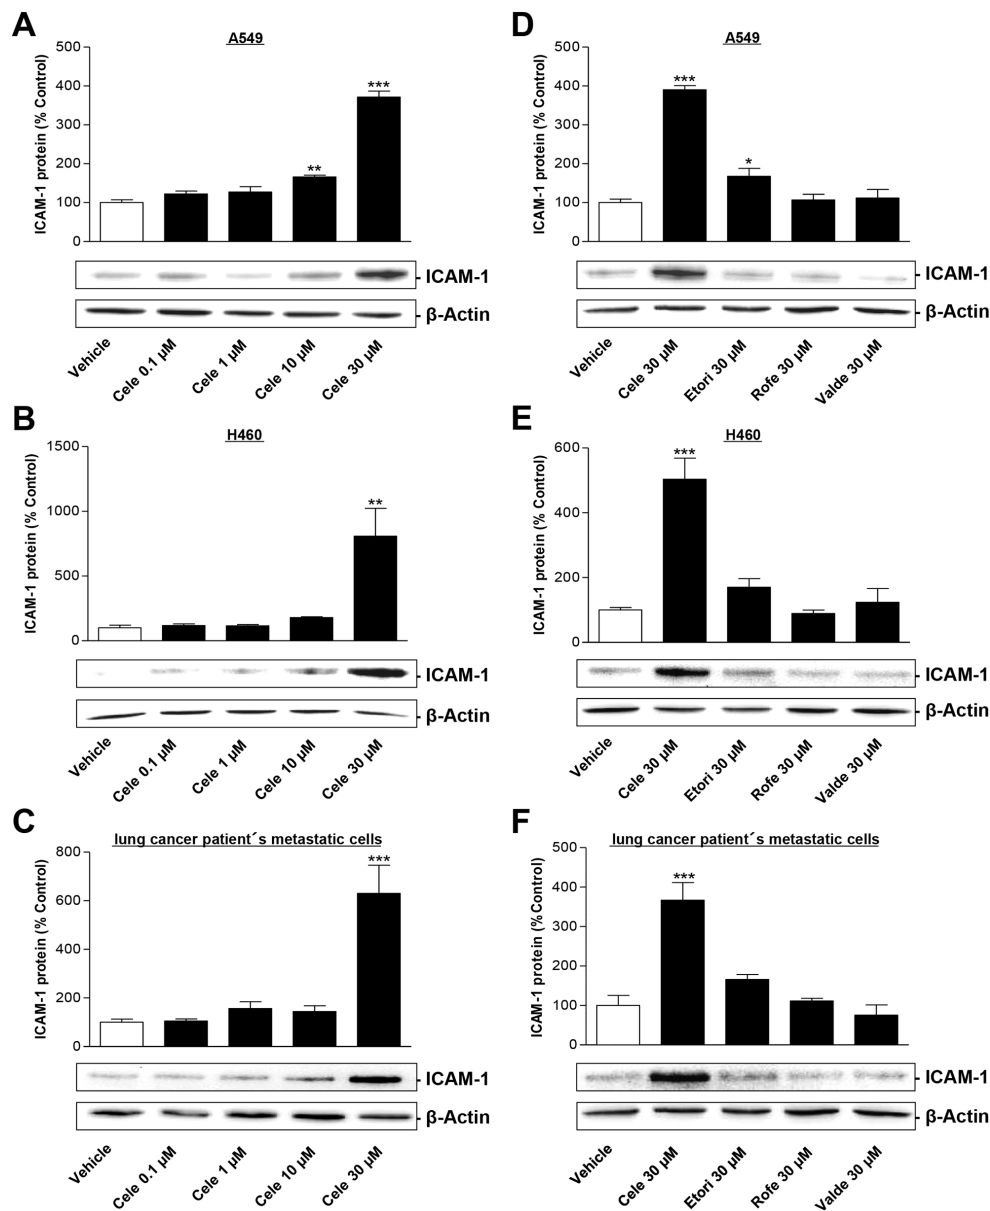 A
A549
ICAM-1 protein (% Control)
500
400
300
200
100
0
**
***
ICAM-1
β-Actin
Vehicle
Cele 0.1 µM
Cele 1 µM
Cele 10 µM
Cele 30 µM
B
H460
ICAM-1 protein (% Control)
1500
1000
500
0
**
ICAM-1
β-Actin
Vehicle
Cele 0.1 µM
Cele 1 µM
Cele 10 µM
Cele 30 µM
C
lung cancer patient´s metastatic cells
ICAM-1 protein (% Control)
800
600
400
200
0
***
ICAM-1
β-Actin
Vehicle
Cele 0.1 µM
Cele 1 µM
Cele 10 µM
Cele 30 µM
D
A549
ICAM-1 protein (% Control)
500
400
300
200
100
0
***
*
ICAM-1
β-Actin
Vehicle
Cele 30 µM
Etori 30 µM
Rofe 30 µM
Valde 30 µM
E
H460
ICAM-1 protein (% Control)
600
400
200
0
***
ICAM-1
β-Actin
Vehicle
Cele 30 µM
Etori 30 µM
Rofe 30 µM
Valde 30 µM
F
lung cancer patient´s metastatic cells
ICAM-1 protein (% Control)
500
400
300
200
100
0
***
ICAM-1
β-Actin
Vehicle
Cele 30 µM
Etori 30 µM
Rofe 30 µM
Valde 30 µM